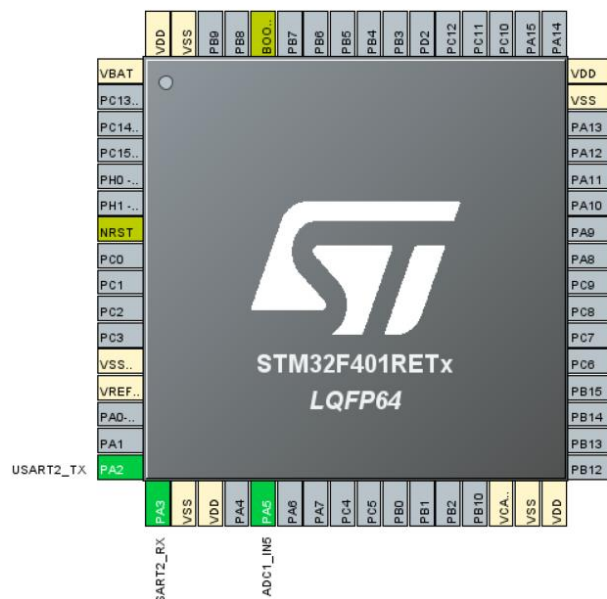 VDD
VSS
PB9
PB8
BOO..
PB7
PB6
PB5
PB4
PB3
PD2
PC12
PC11
PC10
PA15
PA14
VBAT
PC13..
PC14..
PC15..
PH0 -..
PH1 -..
NRST
PC0
PC1
PC2
PC3
VSS..
VREF..
PA0-..
PA1
USART2_TX PA2
VDD
VSS
PA13
PA12
PA11
PA10
PA9
PA8
PC9
PC8
PC7
PC6
PB15
PB14
PB13
PB12
STM32F401RETx
LQFP64
PA3
VSS
VDD
PA4
PA5
PA6
PA7
PC4
PC5
PB0
PB1
PB2
PB10
VCA..
VSS
VDD
SART2_RX
ADC1_IN5